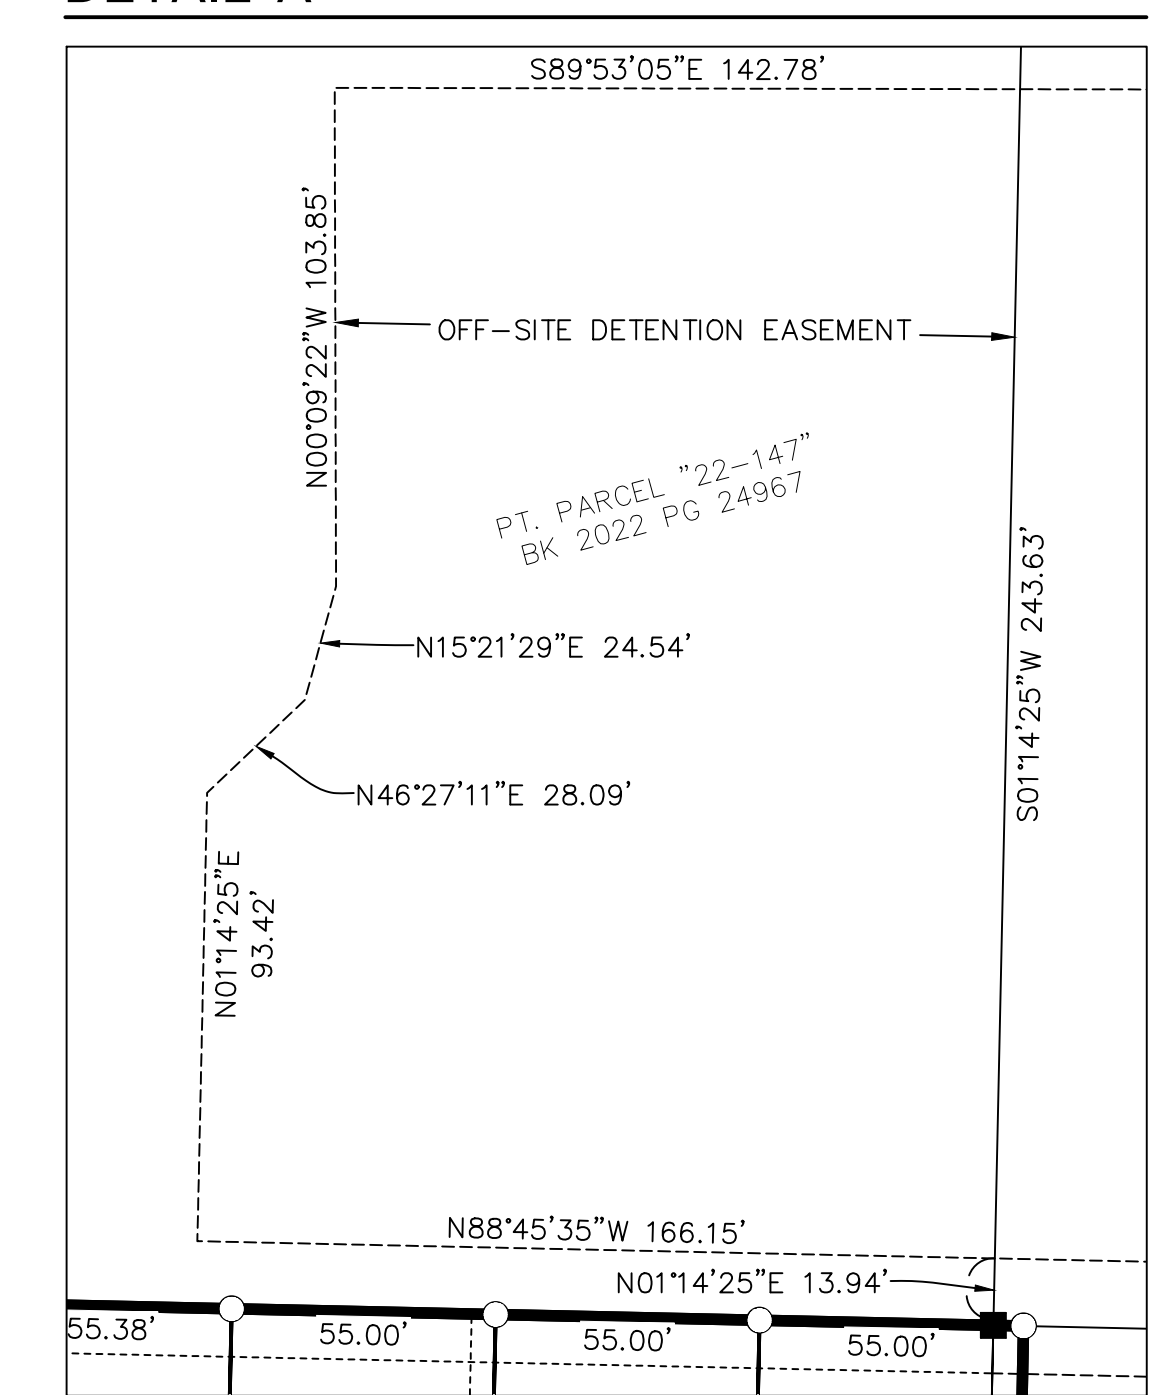 DETAIL A
S89°53'05"E 142.78'
N00°09'22"W 103.85'
OFF-SITE DETENTION EASEMENT
PT. PARCEL "22-147"
BK 2022 PG 24967
S01°14'25"W 243.63'
N15°21'29"E 24.54'
N46°27'11"E 28.09'
N01°14'25"E
93.42'
N88°45'35"W 166.15'
N01°14'25"E 13.94'
55.38'
55.00'
55.00'
55.00'